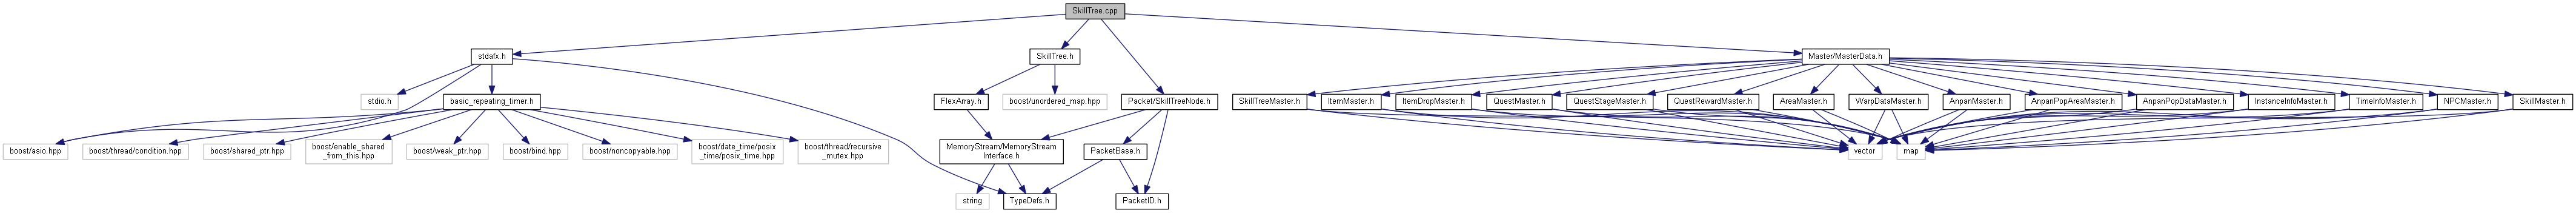 SkillTree.cpp
stdafx.h
SkillTree.h
Master/MasterData.h
stdio.h
basic_repeating_timer.h
FlexArray.h
boost/unordered_map.hpp
Packet/SkillTreeNode.h
SkillTreeMaster.h
ItemMaster.h
ItemDropMaster.h
QuestMaster.h
QuestStageMaster.h
QuestRewardMaster.h
AreaMaster.h
WarpDataMaster.h
AnpanMaster.h
AnpanPopAreaMaster.h
AnpanPopDataMaster.h
InstanceInfoMaster.h
TimeInfoMaster.h
NPCMaster.h
SkillMaster.h
boost/asio.hpp
boost/thread/condition.hpp
boost/shared_ptr.hpp
boost/enable_shared
_from_this.hpp
boost/weak_ptr.hpp
boost/bind.hpp
boost/noncopyable.hpp
boost/date_time/posix
_time/posix_time.hpp
boost/thread/recursive
_mutex.hpp
MemoryStream/MemoryStream
Interface.h
PacketBase.h
vector
map
string
TypeDefs.h
PacketID.h